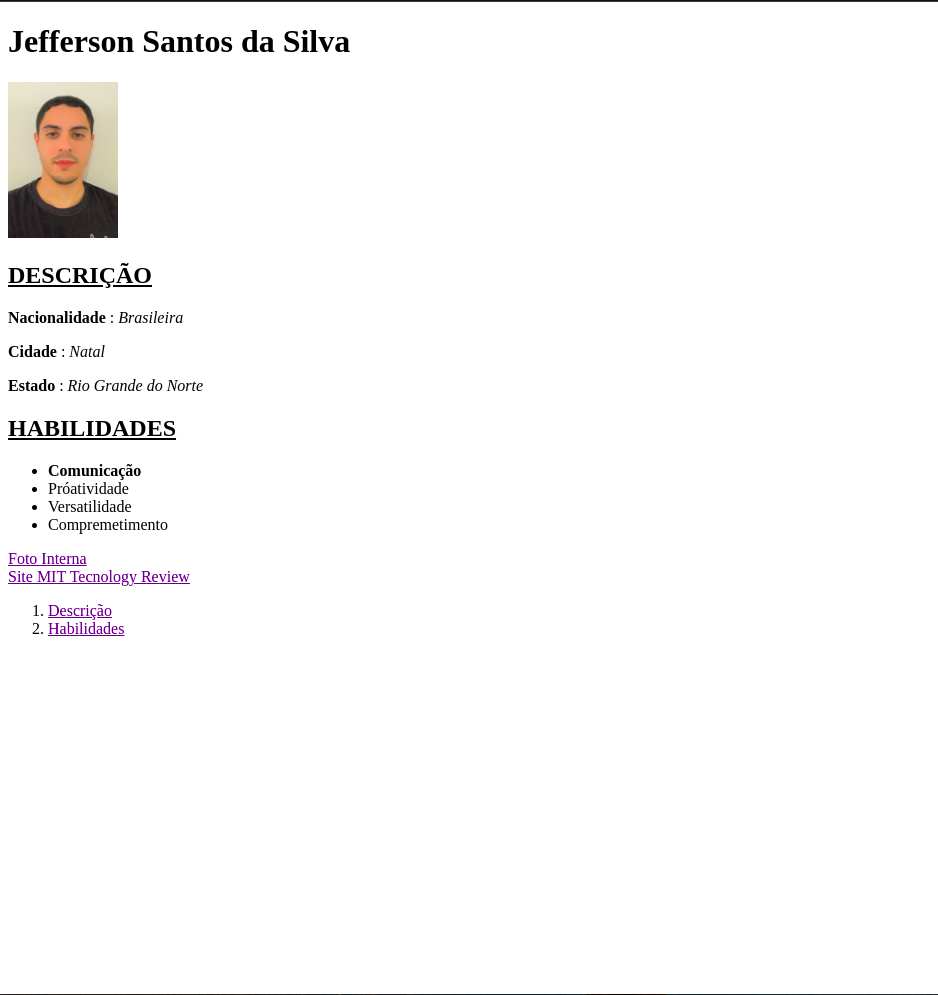 Jefferson Santos da Silva
DESCRIÇÃO
Nacionalidade : Brasileira
Cidade : Natal
Estado : Rio Grande do Norte
HABILIDADES
• Comunicação
• Próatividade
• Versatilidade
• Compremetimento
Foto Interna
Site MIT Tecnology Review
1. Descrição
2. Habilidades